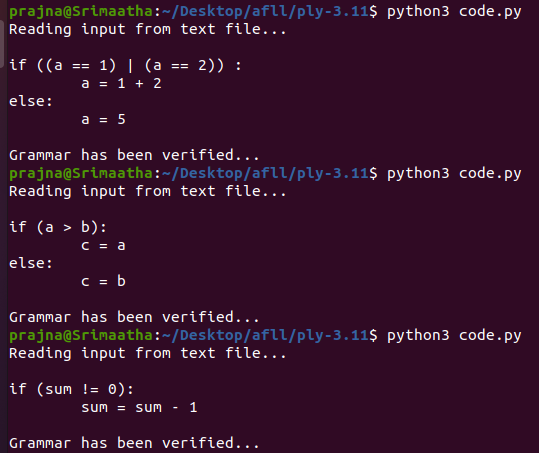 prajna@Srimaatha:~/Desktop/afll/ply-3.11$ python3 code.py
Reading input from text file...

if ((a == 1) | (a == 2)) :
        a = 1 + 2
else:
        a = 5

Grammar has been verified...
prajna@Srimaatha:~/Desktop/afll/ply-3.11$ python3 code.py
Reading input from text file...

if (a > b):
        c = a
else:
        c = b

Grammar has been verified...
prajna@Srimaatha:~/Desktop/afll/ply-3.11$ python3 code.py
Reading input from text file...

if (sum != 0):
        sum = sum - 1

Grammar has been verified...